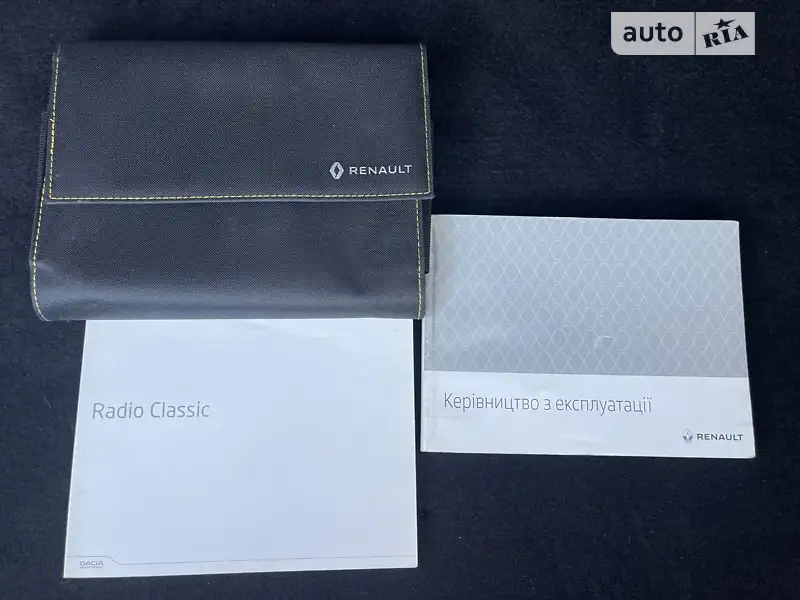 auto RIA
RENAULT
Radio Classic
Керівництво з експлуатації
RENAULT
DACIA